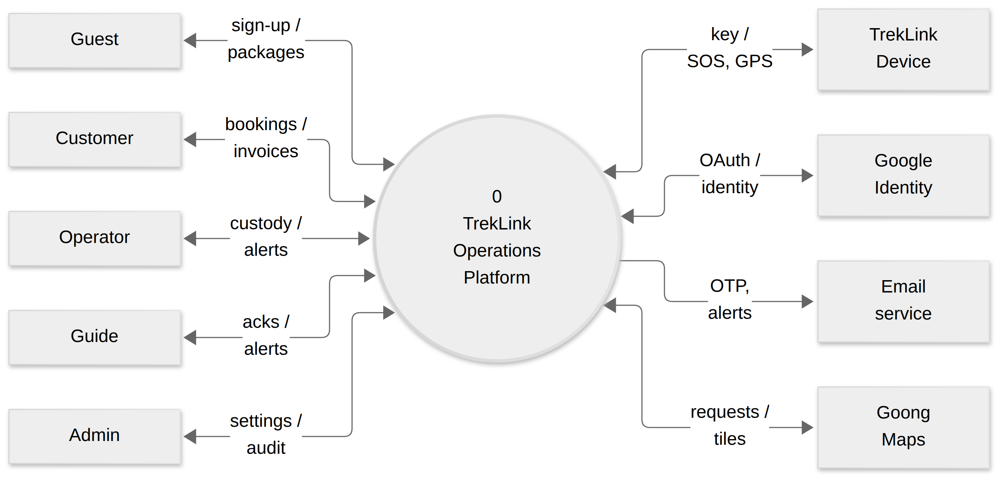 Guest
sign-up /
packages
Customer
bookings /
invoices
Operator
custody /
alerts
Guide
acks /
alerts
Admin
settings /
audit
0
TrekLink
Operations
Platform
key /
SOS, GPS
TrekLink
Device
OAuth /
identity
Google
Identity
OTP,
alerts
Email
service
requests /
tiles
Goong
Maps